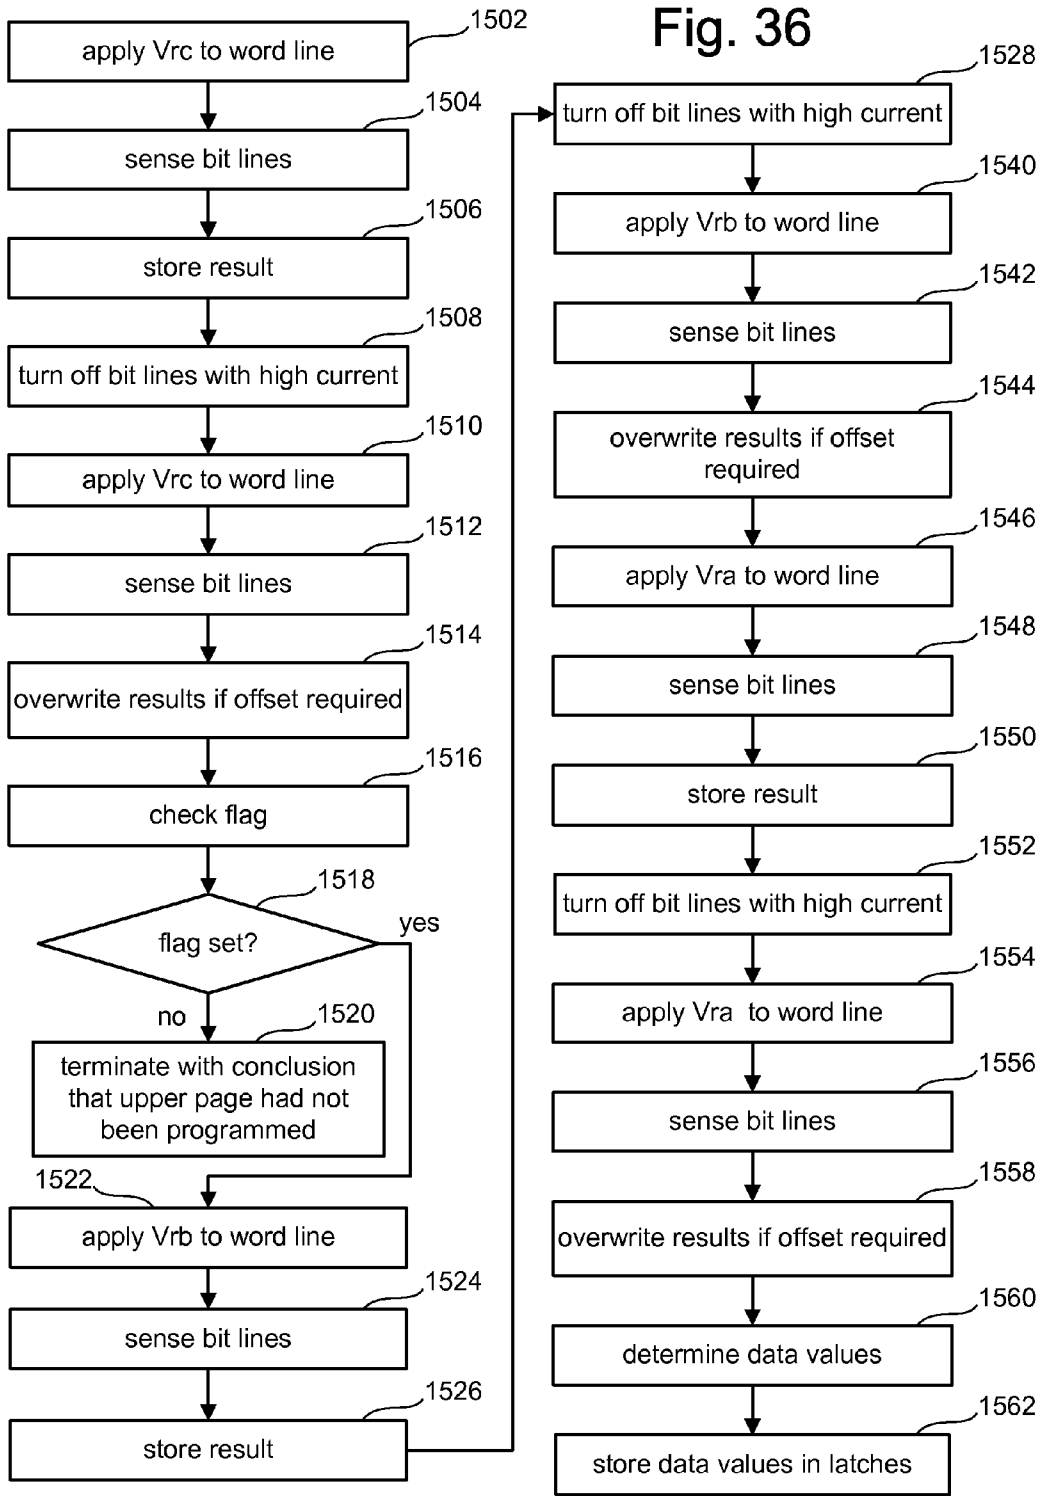 Fig. 36
1502
apply Vrc to word line
1504
sense bit lines
1506
store result
1508
turn off bit lines with high current
1510
apply Vrc to word line
1512
sense bit lines
1514
overwrite results if offset required
1516
check flag
1518
flag set?
yes
no
1520
terminate with conclusion
that upper page had not
been programmed
1522
apply Vrb to word line
1524
sense bit lines
1526
store result
1528
turn off bit lines with high current
1540
apply Vrb to word line
1542
sense bit lines
1544
overwrite results if offset
required
1546
apply Vra to word line
1548
sense bit lines
1550
store result
1552
turn off bit lines with high current
1554
apply Vra to word line
1556
sense bit lines
1558
overwrite results if offset required
1560
determine data values
1562
store data values in latches